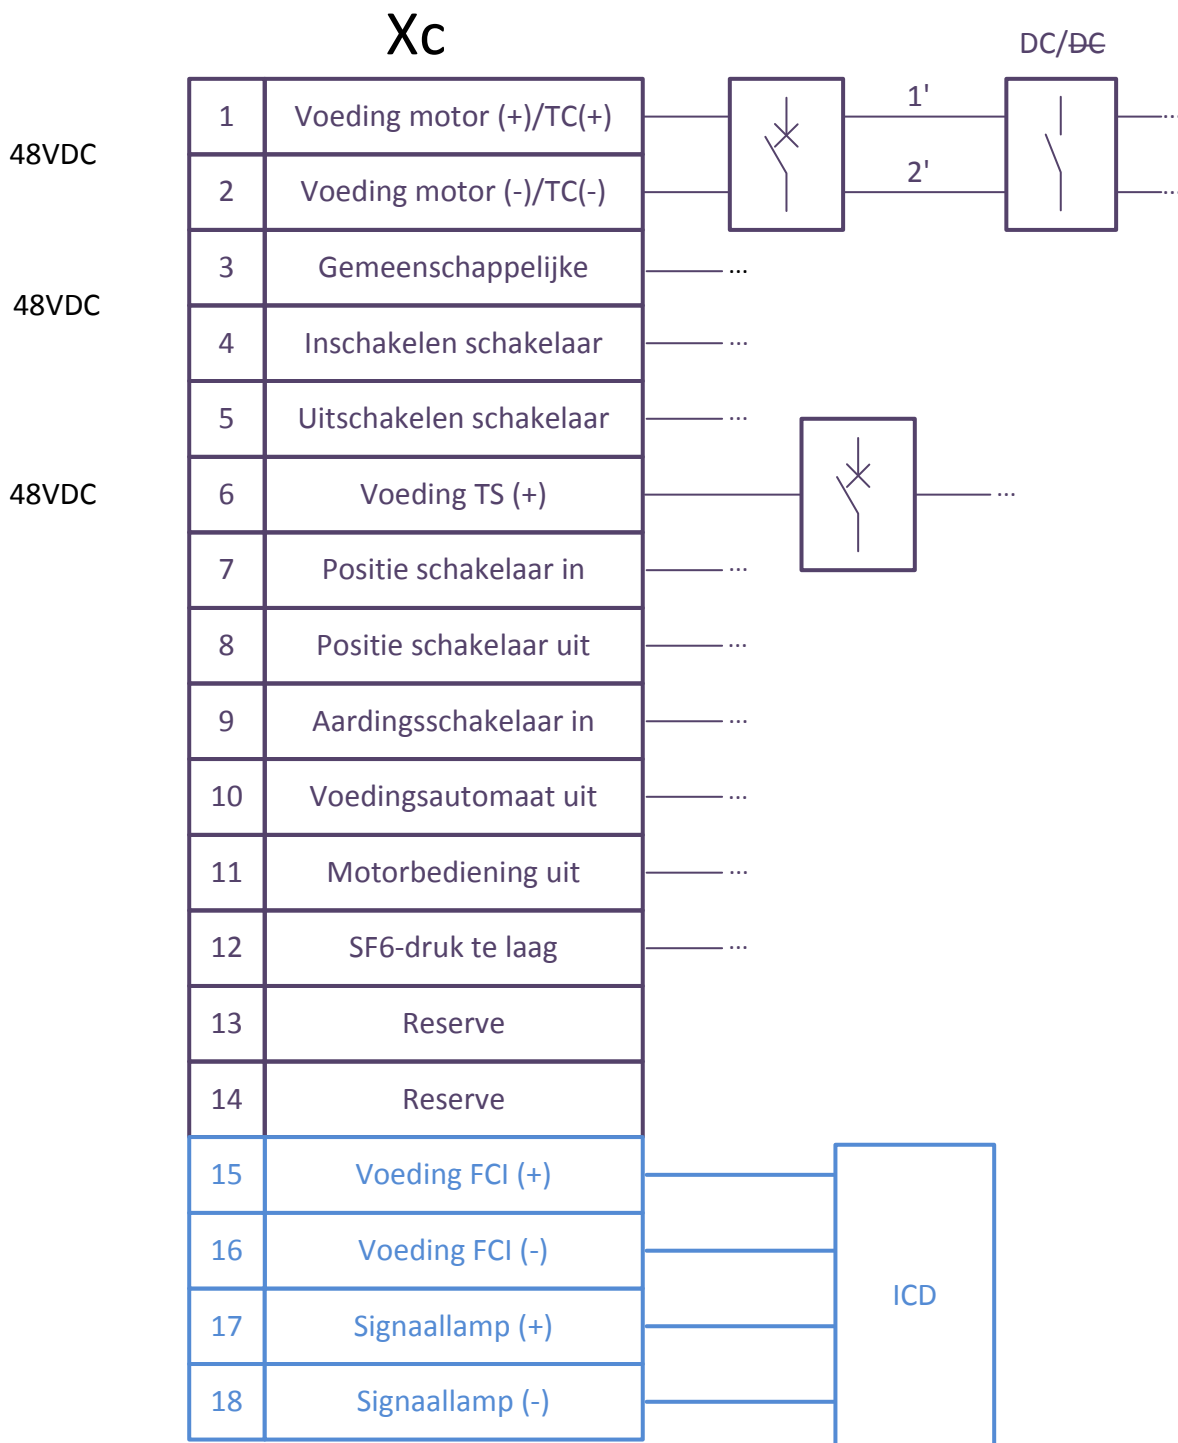 Xc
DC/DC
48VDC
1 Voeding motor (+)/TC(+)
1'
...
2 Voeding motor (-)/TC(-)
2'
...
48VDC
3 Gemeenschappelijke ...
4 Inschakelen schakelaar ...
5 Uitschakelen schakelaar ...
48VDC
6 Voeding TS (+) ...
7 Positie schakelaar in ...
8 Positie schakelaar uit ...
9 Aardingsschakelaar in ...
10 Voedingsautomaat uit ...
11 Motorbediening uit ...
12 SF6-druk te laag ...
13 Reserve
14 Reserve
15 Voeding FCI (+)
16 Voeding FCI (-)
ICD
17 Signaallamp (+)
18 Signaallamp (-)